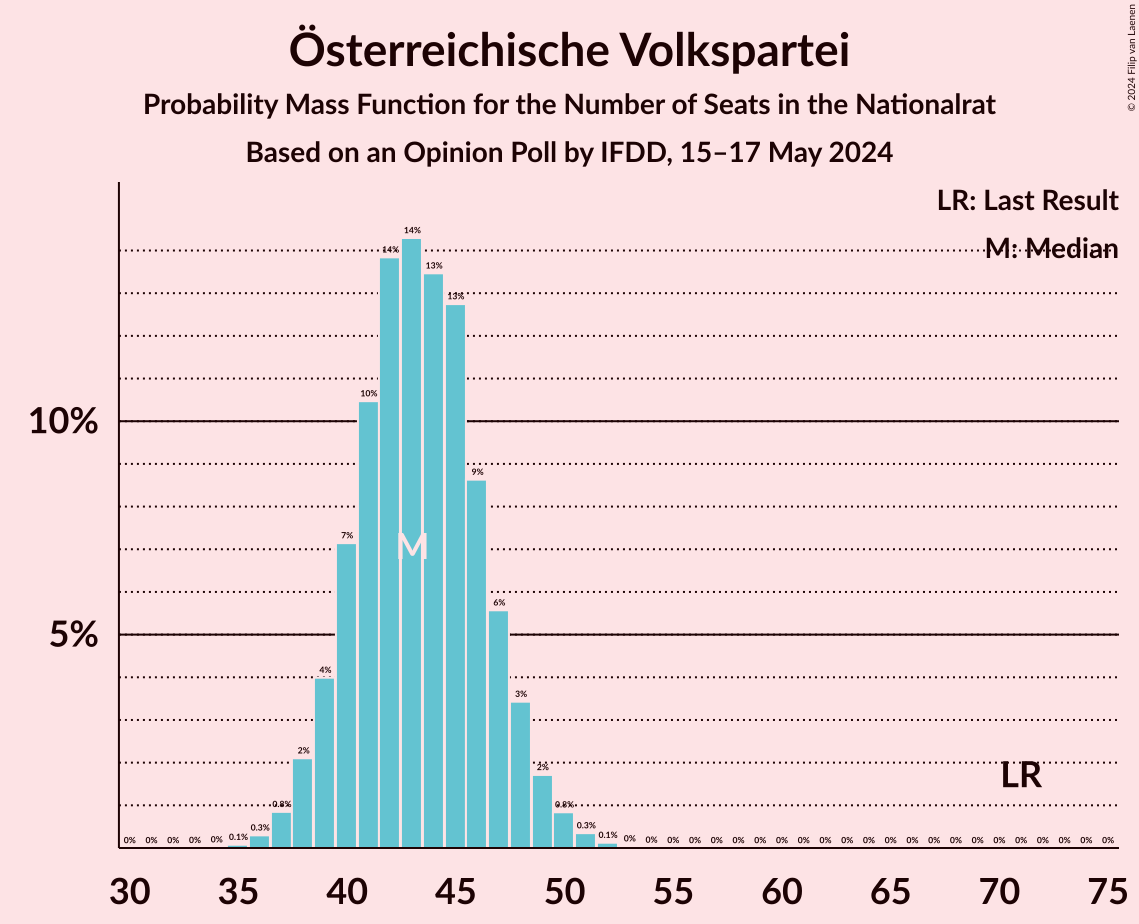 Österreichische Volkspartei
Probability Mass Function for the Number of Seats in the Nationalrat
Based on an Opinion Poll by IFDD, 15–17 May 2024
© 2024 Filip van Laenen
LR: Last Result
M: Median
10%
5%
0% 0% 0% 0% 0% 0.1% 0.3% 0.8% 2% 4% 7% 10% 14% 14% 13% 13% 9% 6% 3% 2% 0.8% 0.3% 0.1% 0% 0% 0% 0% 0% 0% 0% 0% 0% 0% 0% 0% 0% 0% 0% 0% 0% 0% 0% 0% 0% 0% 0%
M
LR
30 35 40 45 50 55 60 65 70 75